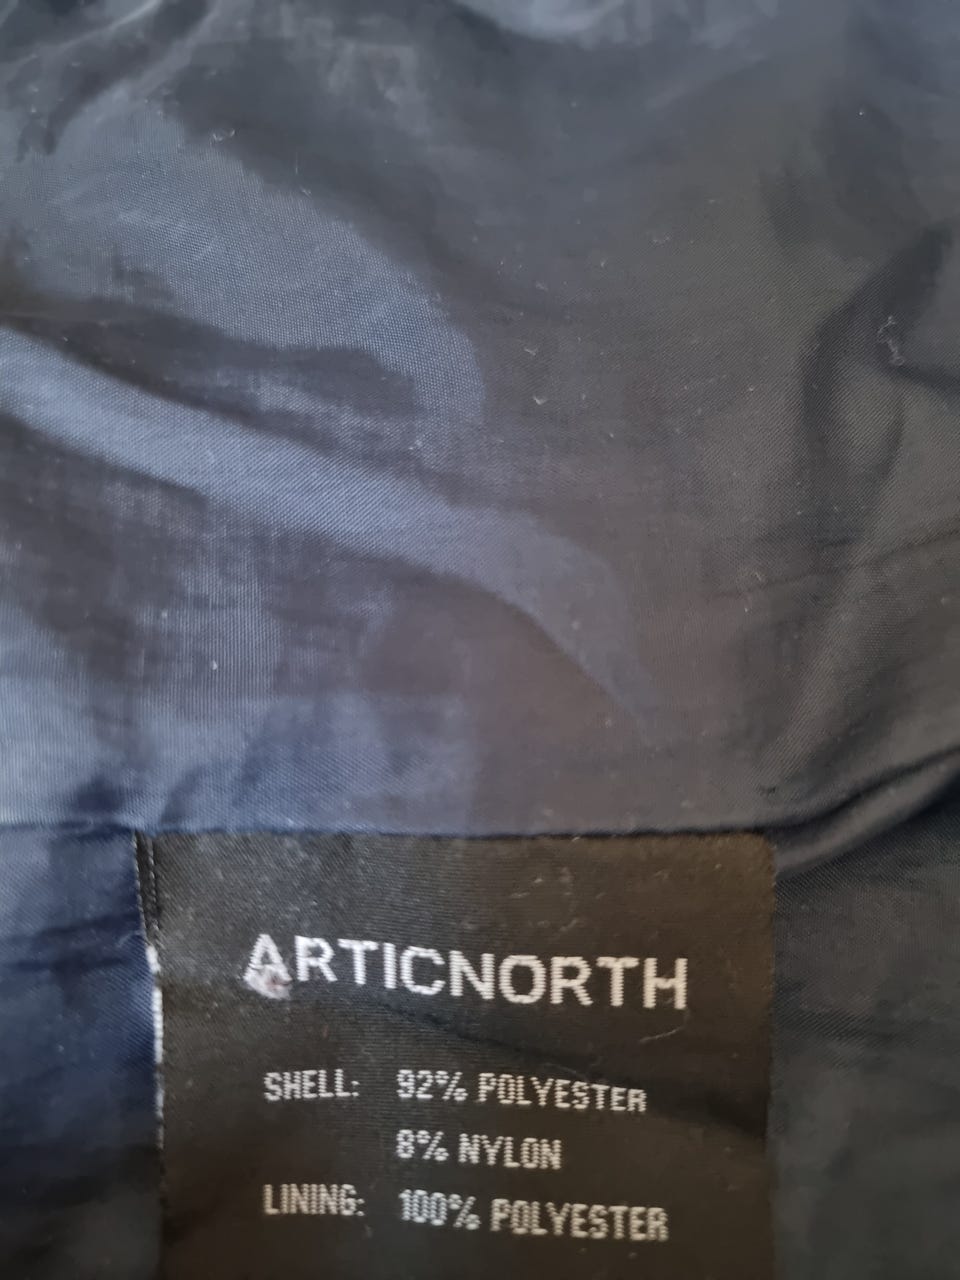 ARTICNORTH
SHELL: 92% POLYESTER
8% NYLON
LINING: 100% POLYESTER